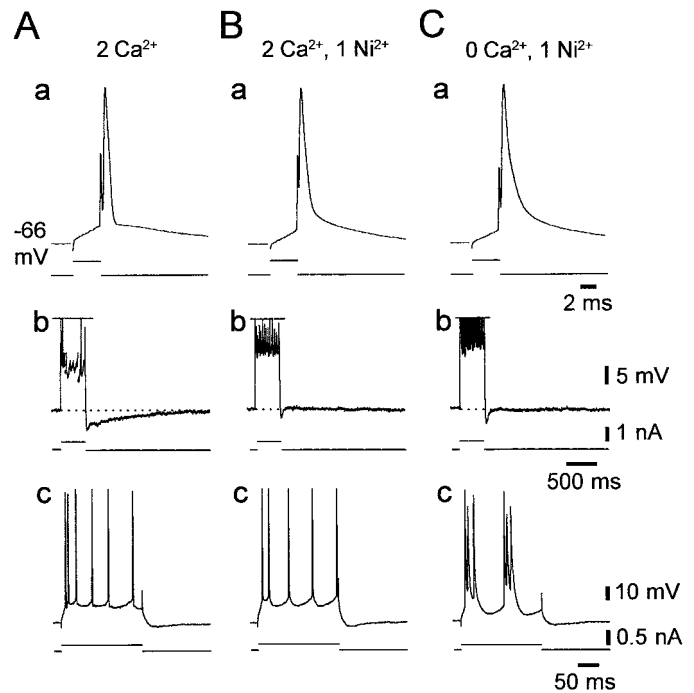 A B C
2 Ca²⁺ 2 Ca²⁺, 1 Ni²⁺ 0 Ca²⁺, 1 Ni²⁺
a a a
-66
mV
2 ms
b b b
5 mV
1 nA
500 ms
c c c
10 mV
0.5 nA
50 ms